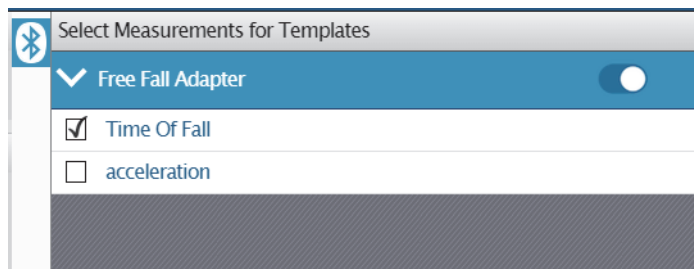 Select Measurements for Templates
Free Fall Adapter
Time Of Fall
acceleration